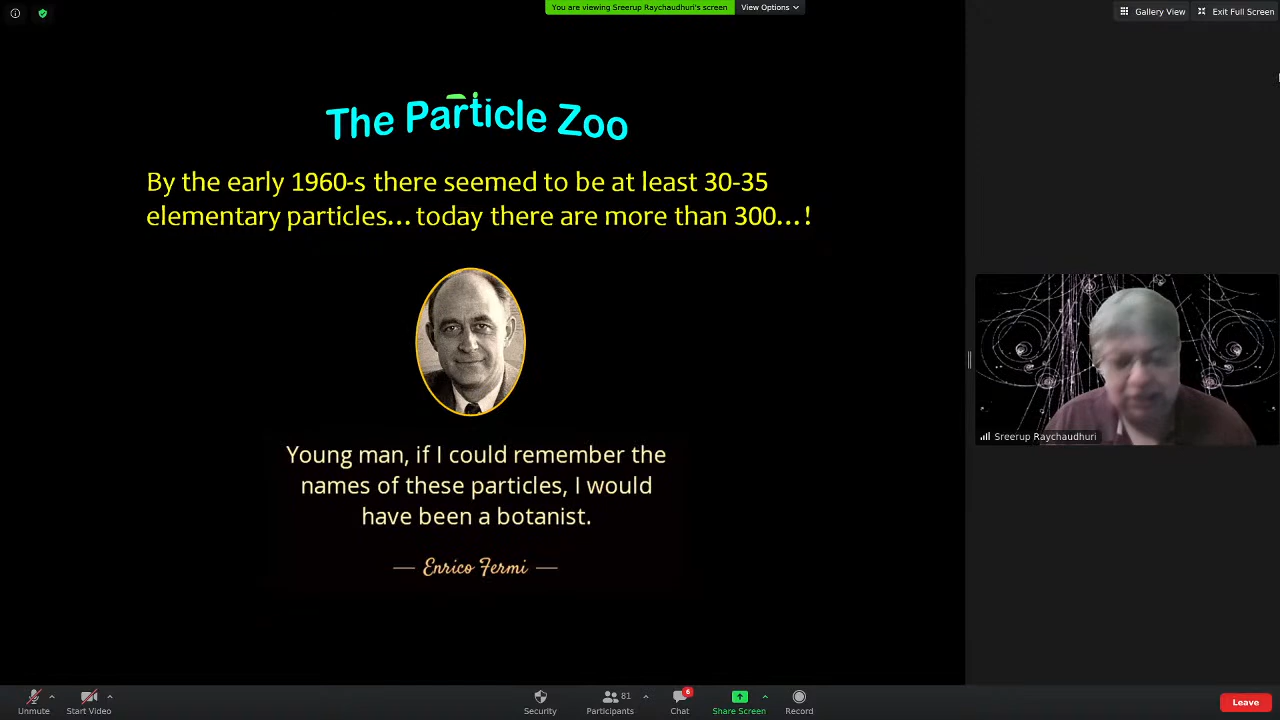 You are viewing Sreerup Raychaudhuri's screen
View Options
Gallery View
Exit Full Screen
The Particle Zoo
By the early 1960-s there seemed to be at least 30-35
elementary particles...today there are more than 300...!
Young man, if I could remember the
names of these particles, I would
have been a botanist.
— Enrico Fermi —
Sreerup Raychaudhuri
Unmute
Start Video
Security
Participants
81
Chat
6
Share Screen
Record
Leave